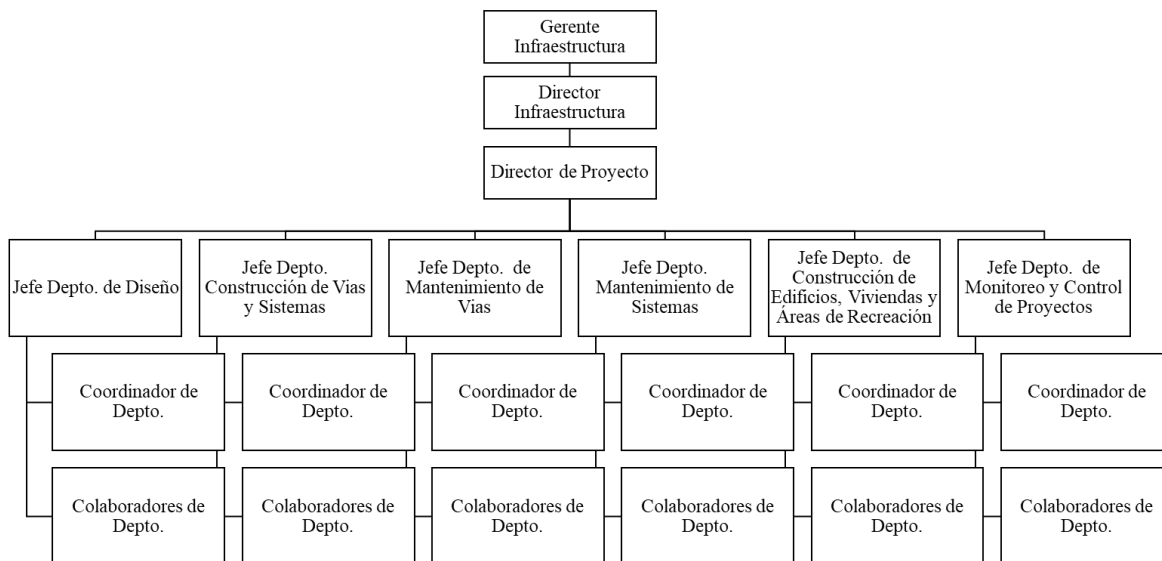 Gerente
Infraestructura
Director
Infraestructura
Director de Proyecto
Jefe Depto. de Diseño
Jefe Depto.
Construcción de Vias
y Sistemas
Jefe Depto. de
Mantenimiento de
Vias
Jefe Depto.
Mantenimiento de
Sistemas
Jefe Depto. de
Construcción de
Edificios, Viviendas y
Áreas de Recreación
Jefe Depto. de
Monitoreo y Control
de Proyectos
Coordinador de
Depto.
Coordinador de
Depto.
Coordinador de
Depto.
Coordinador de
Depto.
Coordinador de
Depto.
Coordinador de
Depto.
Colaboradores de
Depto.
Colaboradores de
Depto.
Colaboradores de
Depto.
Colaboradores de
Depto.
Colaboradores de
Depto.
Colaboradores de
Depto.